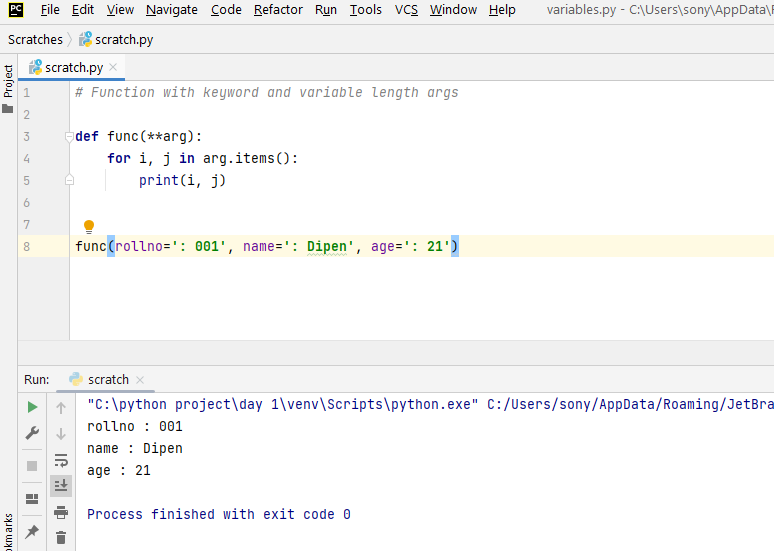 PC File Edit View Navigate Code Refactor Run Tools VCS Window Help variables.py - C:\Users\sony\AppData\
Scratches scratch.py
Project
scratch.py
1 # Function with keyword and variable length args
2
3 def func(**arg):
4 for i, j in arg.items():
5 print(i, j)
6
7
8 func(rollno=': 001', name=': Dipen', age=': 21')
Run: scratch
"C:\python project\day 1\venv\Scripts\python.exe" C:/Users/sony/AppData/Roaming/JetBra
rollno : 001
name : Dipen
age : 21
Process finished with exit code 0